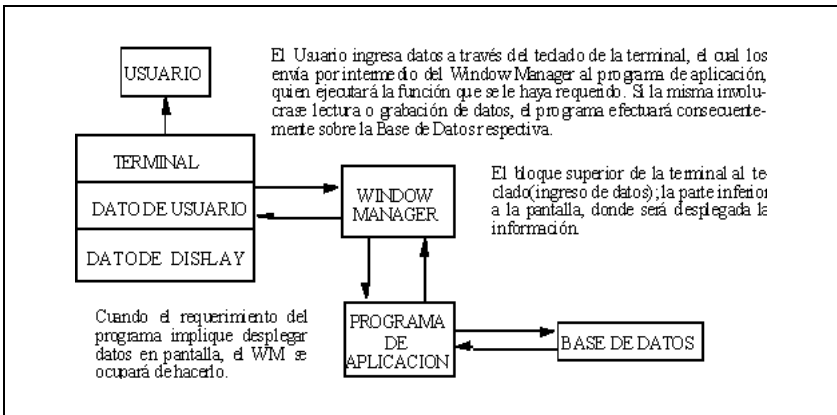 USUARIO
El Usuario ingresa datos a través del teclado de la terminal, el cual los
envía por intermedio del Window Manager al programa de aplicación,
quien ejecutará la función que se le haya requerido. Si la misma involu-
crase lectura o grabación de datos, el programa efectuará consecuente-
mente sobre la Base de Datos respectiva.
TERMINAL
DATO DE USUARIO
DATO DE DISPLAY
WINDOW
MANAGER
El bloque superior de la terminal al te
clado(ingreso de datos); la parte inferior
a la pantalla, donde será desplegada la
información.
Cuando el requerimiento del
programa implique desplegar
datos en pantalla, el WM se
ocupará de hacerlo.
PROGRAMA
DE
APLICACION
BASE DE DATOS